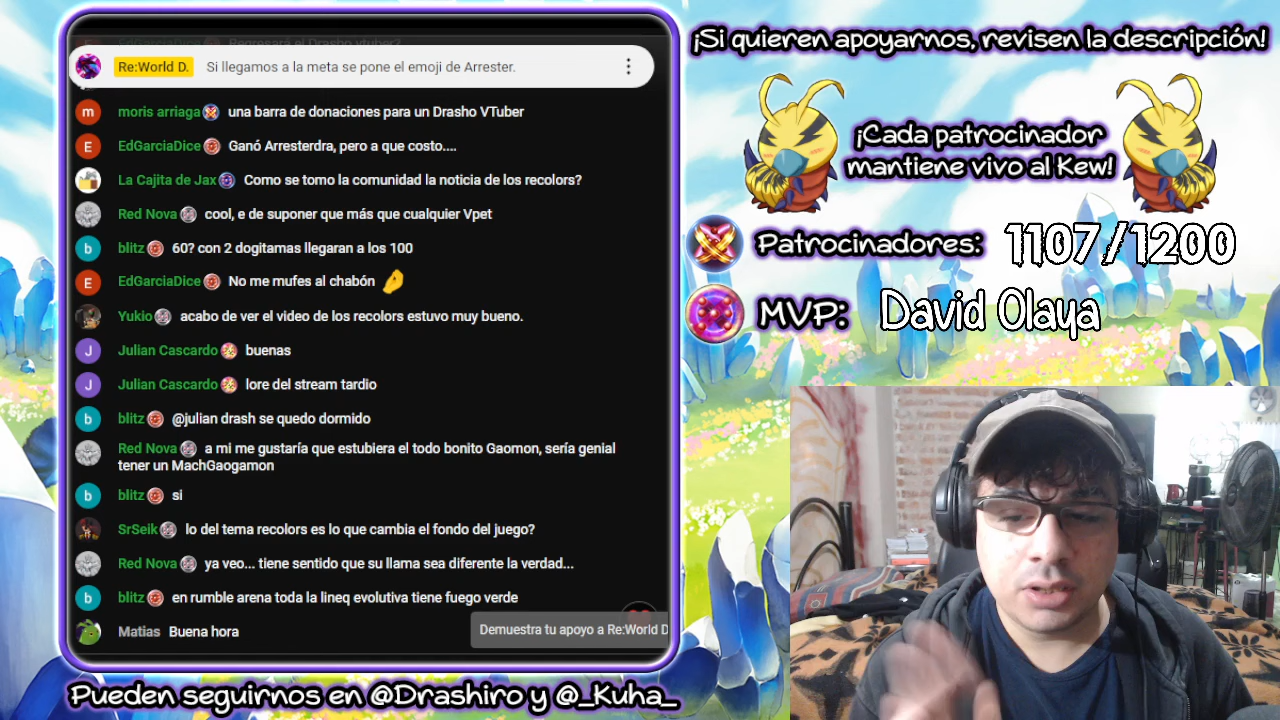 EdGarciaDice Regresará el Drasho vtuber?
Re:World D. Si llegamos a la meta se pone el emoji de Arrester.
m moris arriaga una barra de donaciones para un Drasho VTuber
E EdGarciaDice Ganó Arresterdra, pero a que costo....
La Cajita de Jax Como se tomo la comunidad la noticia de los recolors?
Red Nova cool, e de suponer que más que cualquier Vpet
b blitz 60? con 2 dogitamas llegaran a los 100
E EdGarciaDice No me mufes al chabón
Yukio acabo de ver el video de los recolors estuvo muy bueno.
J Julian Cascardo buenas
J Julian Cascardo lore del stream tardio
b blitz @julian drash se quedo dormido
Red Nova a mi me gustaría que estubiera el todo bonito Gaomon, sería genial
tener un MachGaogamon
b blitz si
SrSeik lo del tema recolors es lo que cambia el fondo del juego?
Red Nova ya veo... tiene sentido que su llama sea diferente la verdad...
b blitz en rumble arena toda la lineq evolutiva tiene fuego verde
Matias Buena hora
Demuestra tu apoyo a Re:World D
Pueden seguirnos en @Drashiro y @_Kuha_
¡Si quieren apoyarnos, revisen la descripción!
¡Cada patrocinador
mantiene vivo al Kew!
Patrocinadores: 1107/1200
MVP: David Olaya